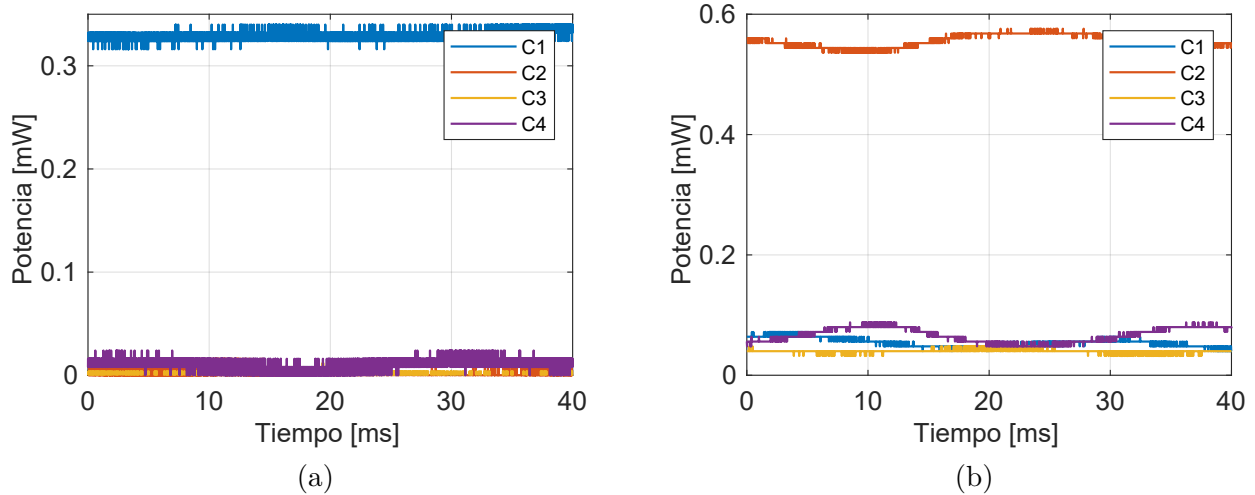 0.3
0.2
0.1
0
Potencia [mW]
0 10 20 30 40
Tiempo [ms]
C1
C2
C3
C4
(a)
0.6
0.4
0.2
0
Potencia [mW]
0 10 20 30 40
Tiempo [ms]
C1
C2
C3
C4
(b)